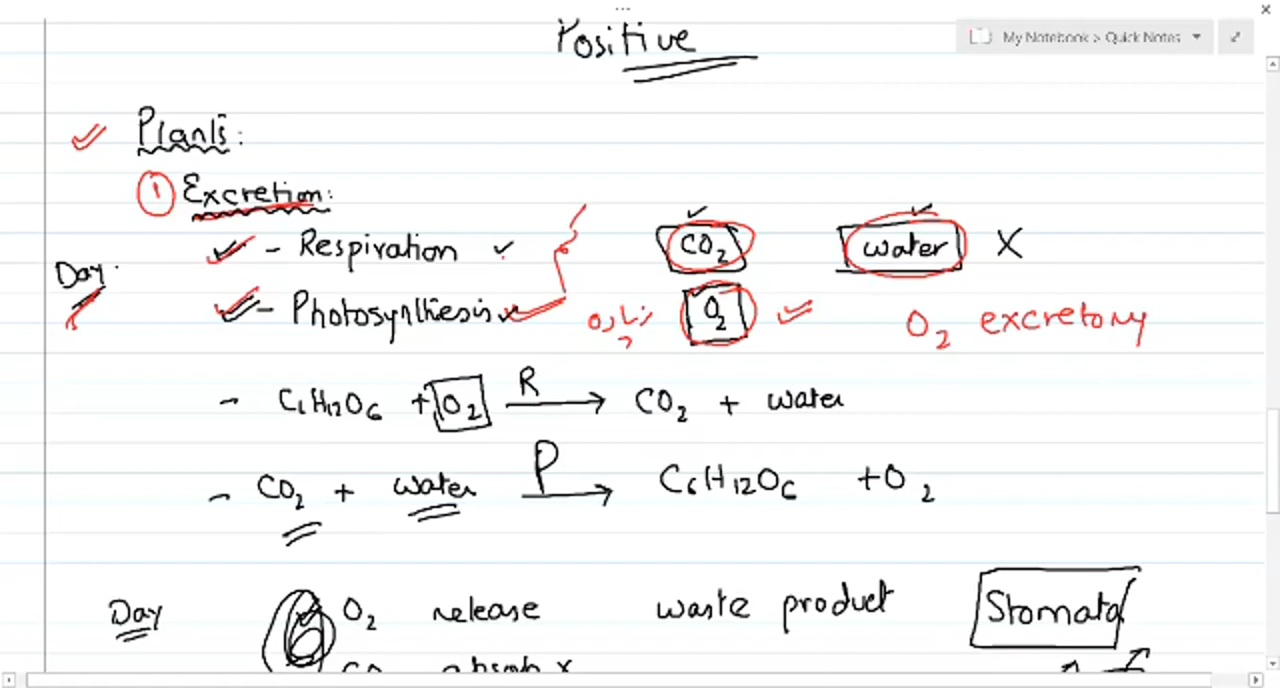 ...
Positive
My Notebook > Quick Notes
Plants:
① Excretion:
- Respiration ✓ CO₂ water X
Day:
- Photosynthesis ✓ O₂ ✓ O₂ excretory
- C₆H₁₂O₆ + O₂ R → CO₂ + water
- CO₂ + water P → C₆H₁₂O₆ + O₂
Day O₂ release waste product Stomata